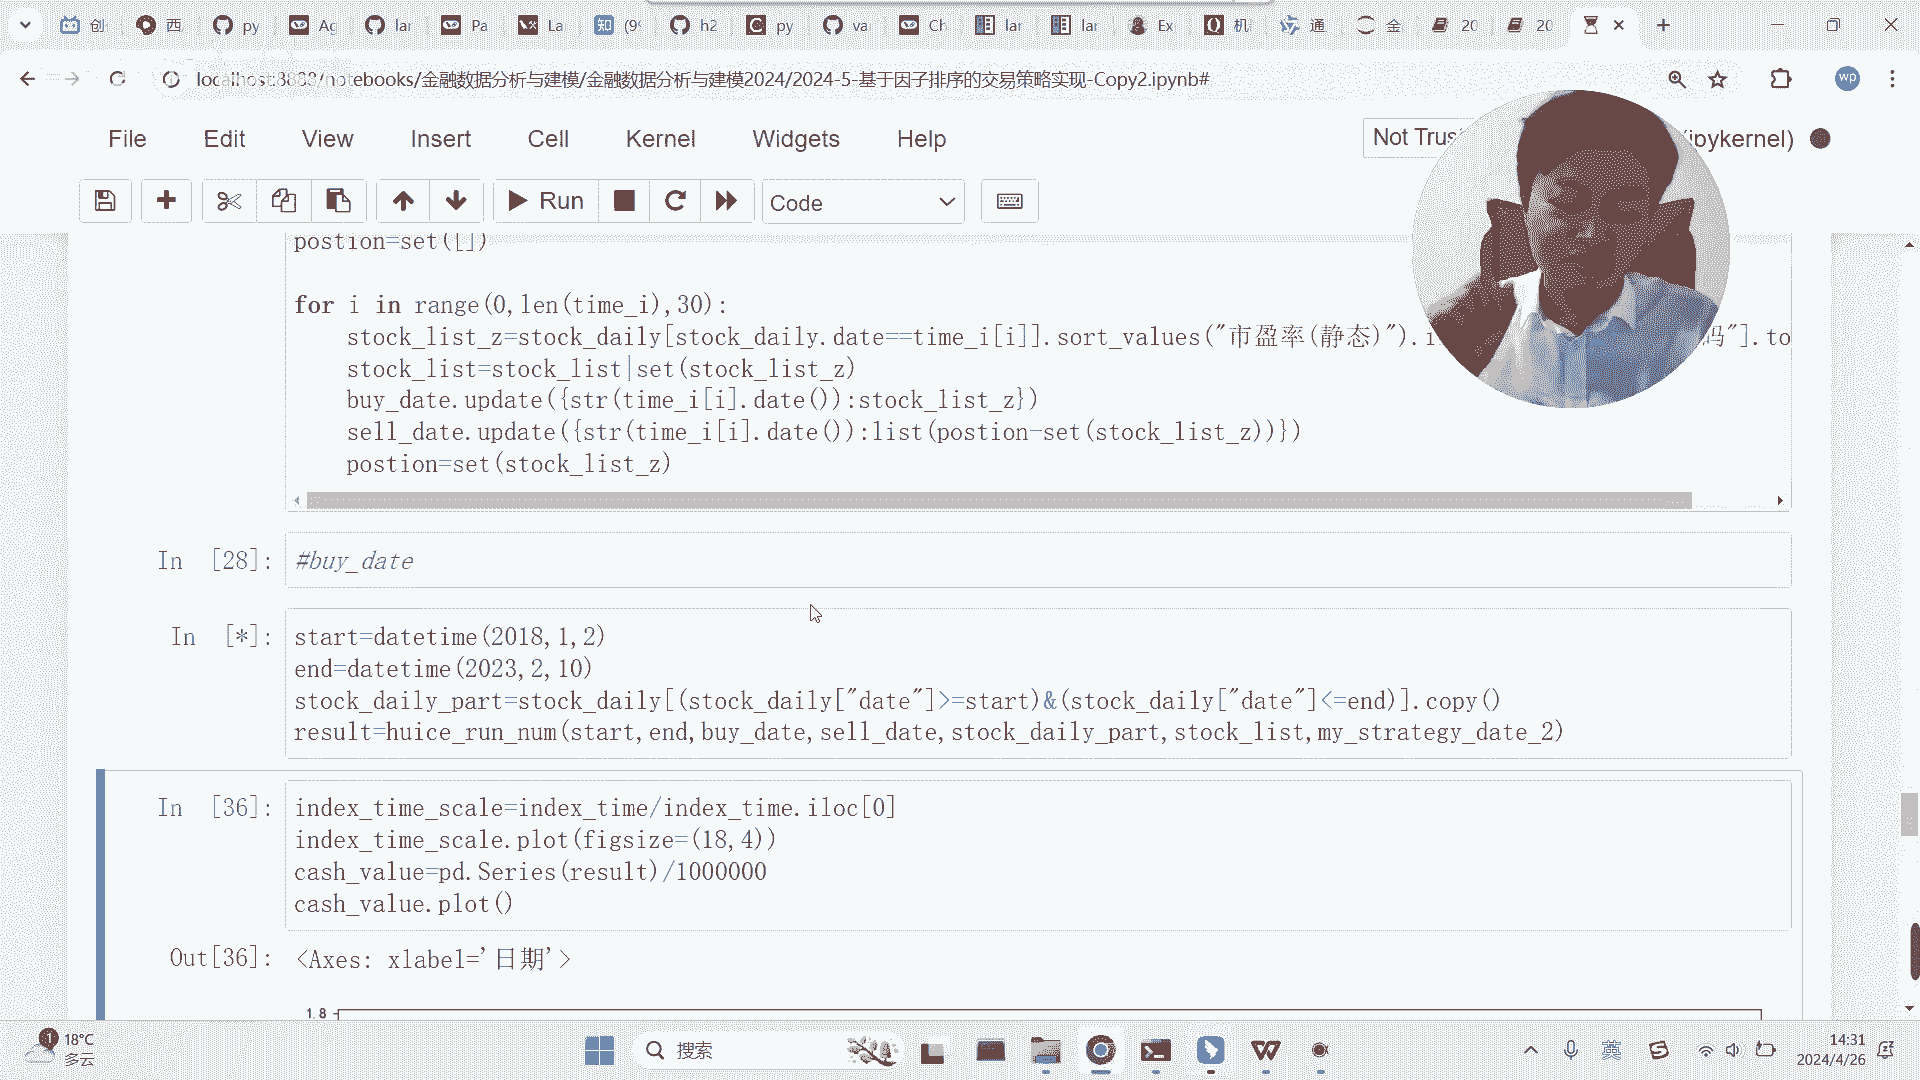 创
西
py
Ag
lar
Pa
La
(99
h2
py
var
Ch
lar
lar
Ex
机
通
金
20
20
localhost:8888/notebooks/金融数据分析与建模/金融数据分析与建模2024/2024-5-基于因子排序的交易策略实现-Copy2.ipynb#
wp
File Edit View Insert Cell Kernel Widgets Help
Not Trus
(ipykernel)
Run
Code
postion=set([])
for i in range(0,len(time_i),30):
stock_list_z=stock_daily[stock_daily.date==time_i[i]].sort_values("市盈率(静态)").i 码"].to
stock_list=stock_list|set(stock_list_z)
buy_date.update({str(time_i[i].date()):stock_list_z})
sell_date.update({str(time_i[i].date()):list(postion-set(stock_list_z))})
postion=set(stock_list_z)
In [28]: #buy_date
In [*]: start=datetime(2018,1,2)
end=datetime(2023,2,10)
stock_daily_part=stock_daily[(stock_daily["date"]>=start)&(stock_daily["date"]<=end)].copy()
result=huice_run_num(start,end,buy_date,sell_date,stock_daily_part,stock_list,my_strategy_date_2)
In [36]: index_time_scale=index_time/index_time.iloc[0]
index_time_scale.plot(figsize=(18,4))
cash_value=pd.Series(result)/1000000
cash_value.plot()
Out[36]: <Axes: xlabel='日期'>
1.8
1
18°C
多云
搜索
英
14:31
2024/4/26